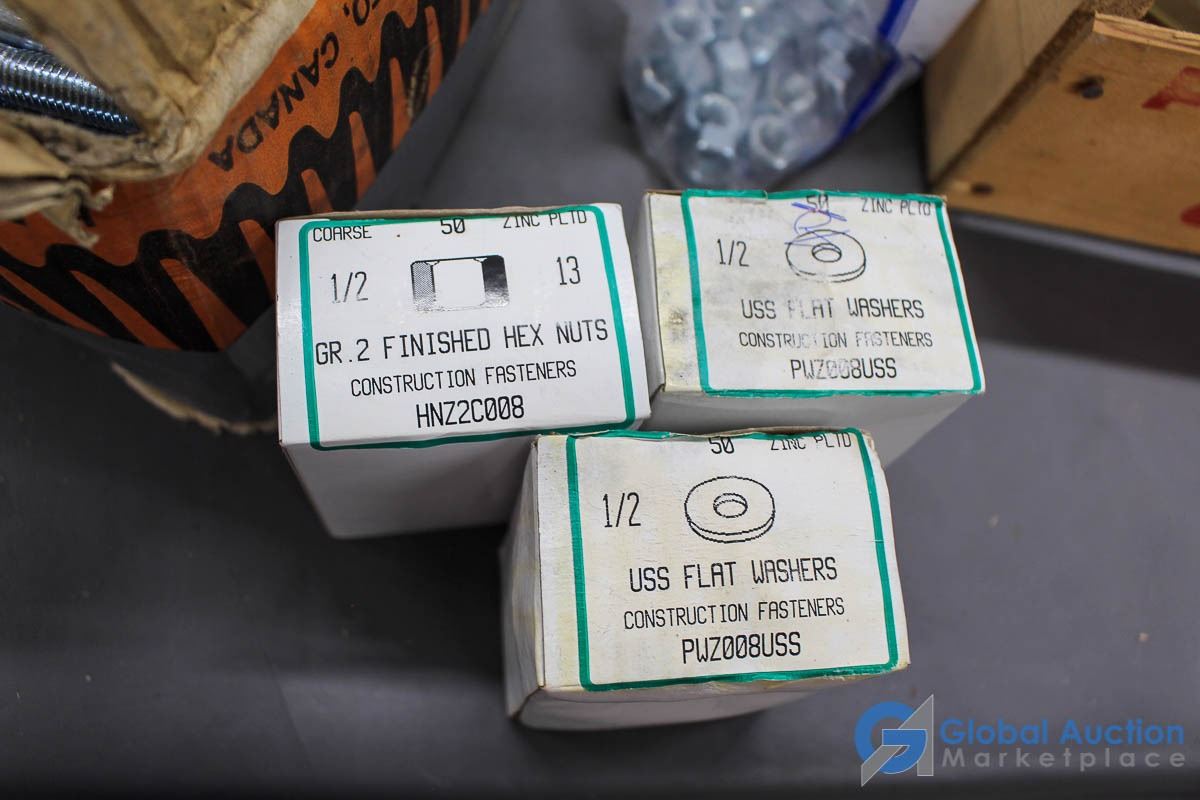 CO. CANADA
COARSE 50 ZINC PLTD
1/2 13
GR.2 FINISHED HEX NUTS
CONSTRUCTION FASTENERS
HNZ2C008
50 ZINC PLTD
1/2
USS FLAT WASHERS
CONSTRUCTION FASTENERS
PWZ008USS
50 ZINC PLTD
1/2
USS FLAT WASHERS
CONSTRUCTION FASTENERS
PWZ008USS
Global Auction
Marketplace